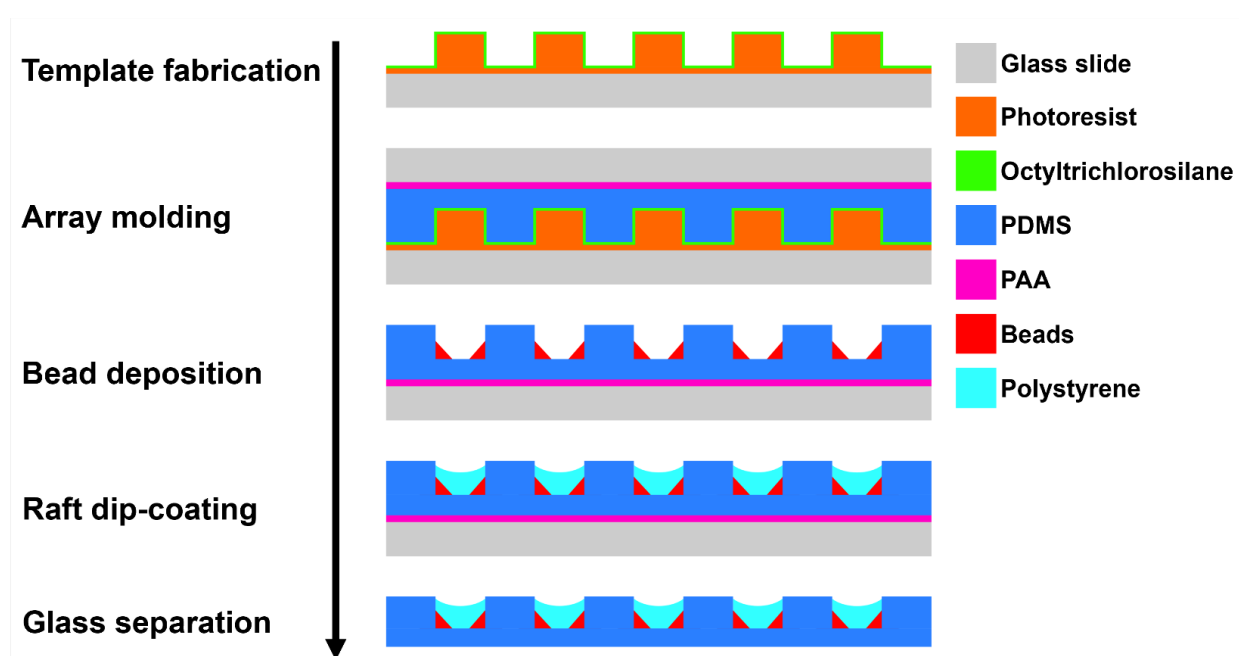 Template fabrication
Array molding
Bead deposition
Raft dip-coating
Glass separation
Glass slide
Photoresist
Octyltrichlorosilane
PDMS
PAA
Beads
Polystyrene